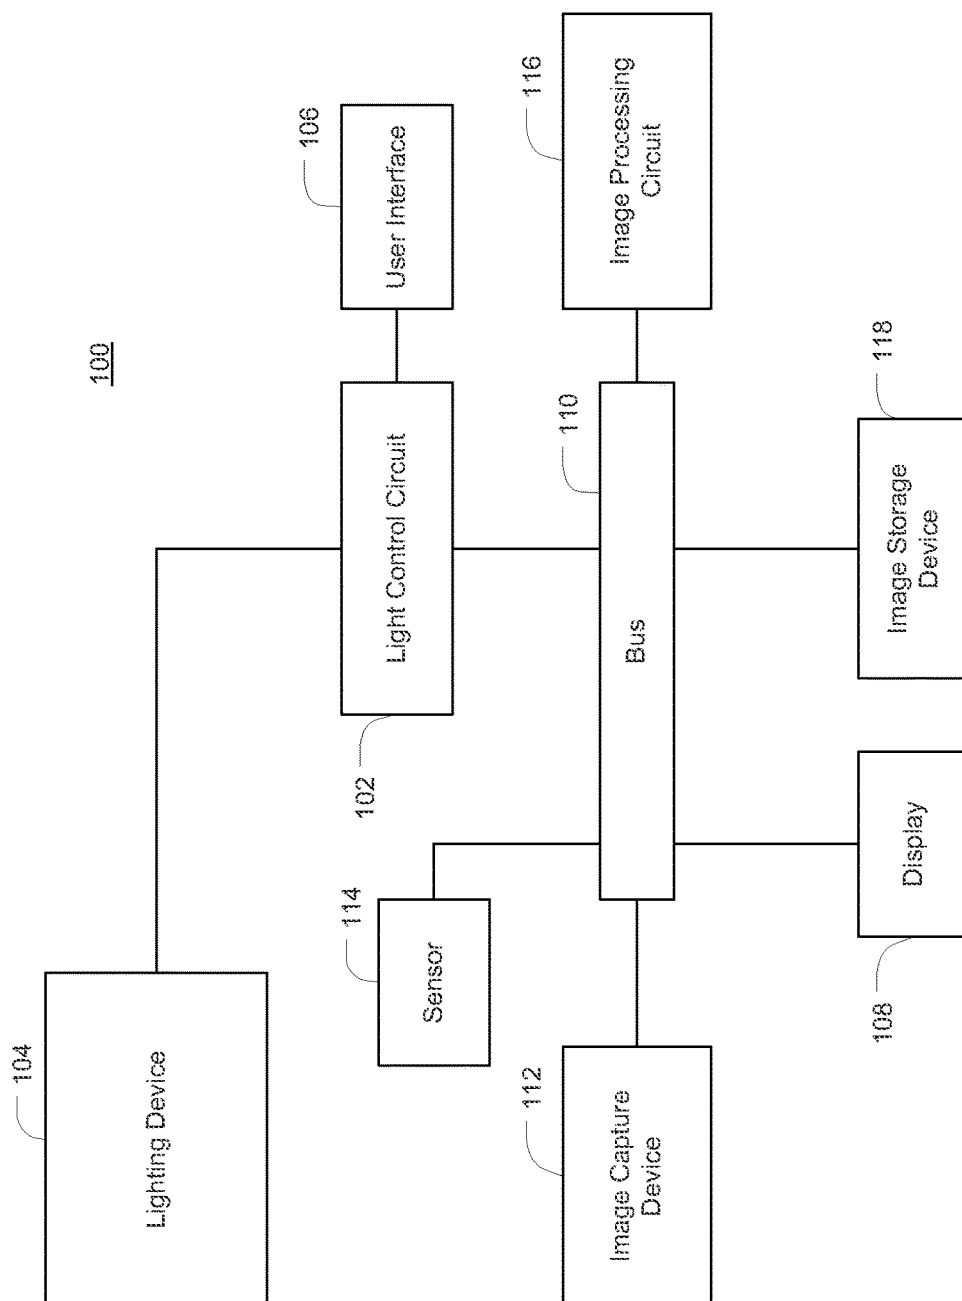 100
104
Lighting Device
106
User Interface
Light Control Circuit
102
114
Sensor
116
Image Processing
Circuit
110
Bus
112
Image Capture
Device
118
Image Storage
Device
Display
108